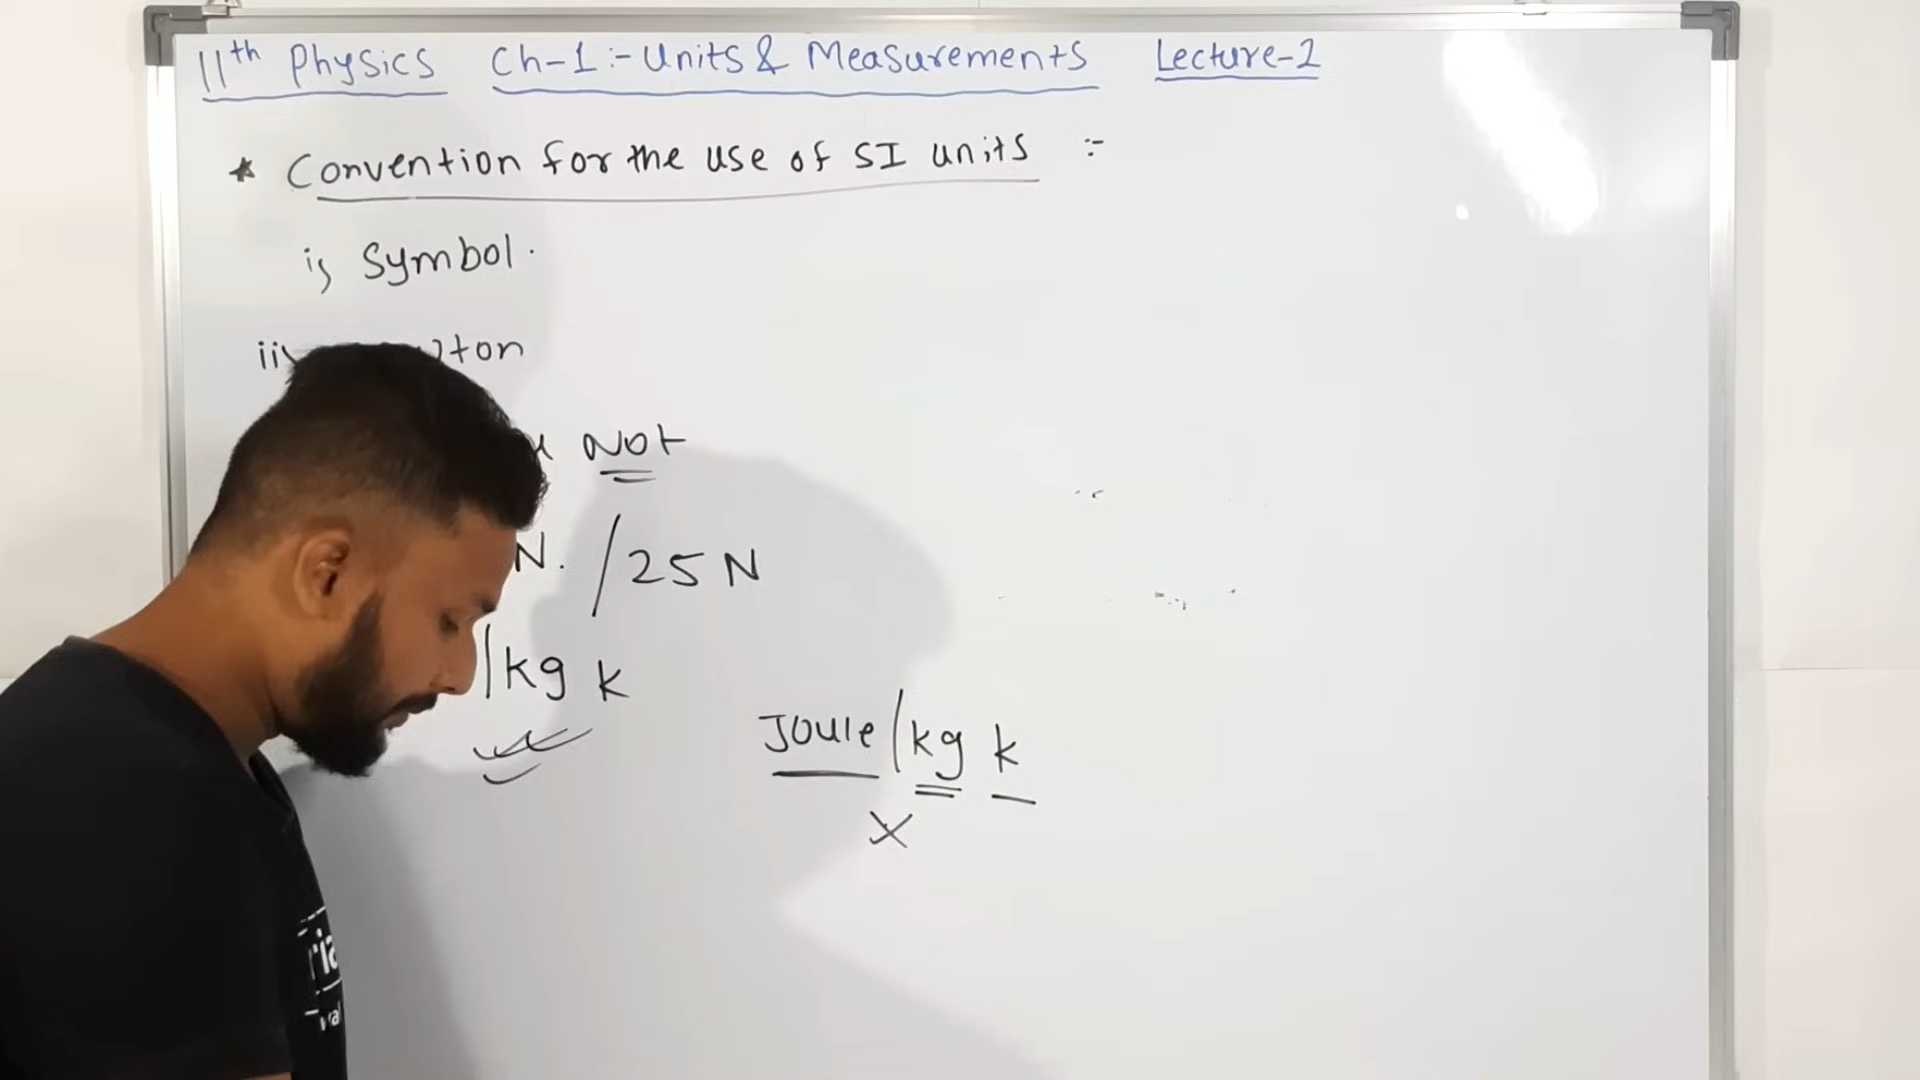 11th Physics Ch-1:- Units & Measurements Lecture-2
* Convention for the use of SI units :-
i) Symbol.
ii)
Not
N. / 25 N
/kg k
Joule/kg k
X